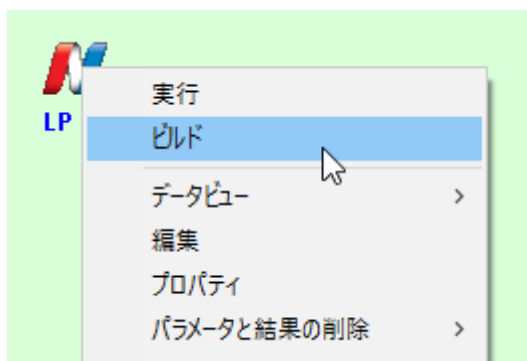 LP
実行
ビルド
データビュー
編集
プロパティ
パラメータと結果の削除